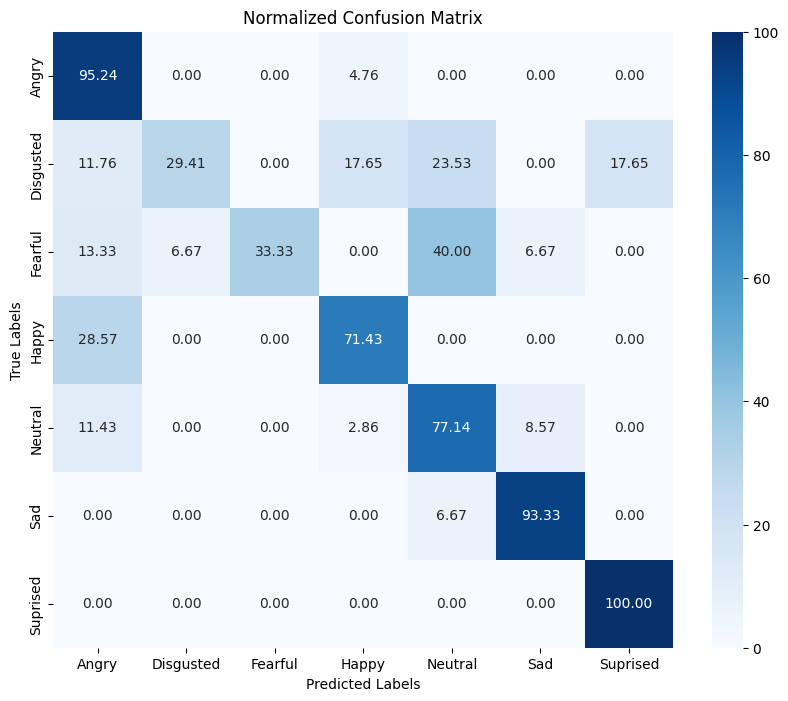 Normalized Confusion Matrix
True Labels
Angry 95.24 0.00 0.00 4.76 0.00 0.00 0.00
Disgusted 11.76 29.41 0.00 17.65 23.53 0.00 17.65
Fearful 13.33 6.67 33.33 0.00 40.00 6.67 0.00
Happy 28.57 0.00 0.00 71.43 0.00 0.00 0.00
Neutral 11.43 0.00 0.00 2.86 77.14 8.57 0.00
Sad 0.00 0.00 0.00 0.00 6.67 93.33 0.00
Suprised 0.00 0.00 0.00 0.00 0.00 0.00 100.00
Angry Disgusted Fearful Happy Neutral Sad Suprised
Predicted Labels
100
80
60
40
20
0